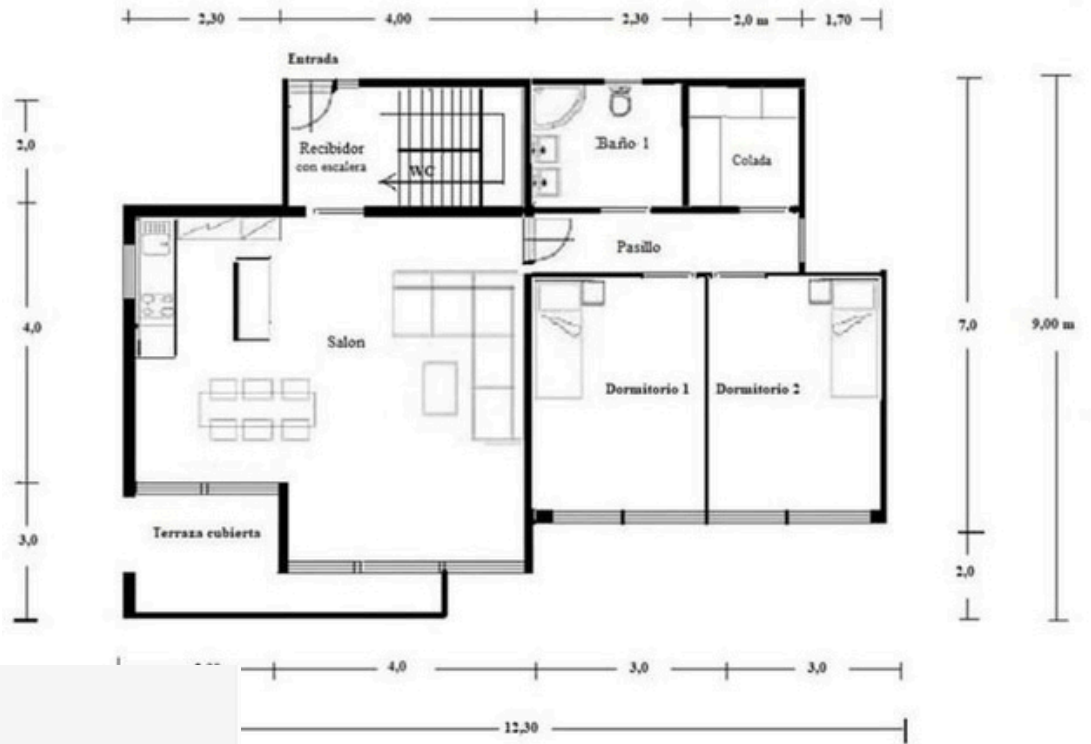 2,30 4,00 2,30 2,0 m 1,70
Entrada
2,0
Recibidor
con escalera
WC
Baño 1
Colada
Pasillo
4,0
Salon
7,0
9,00 m
Dormitorio 1
Dormitorio 2
Terraza cubierta
3,0
2,0
4,0 3,0 3,0
12,30